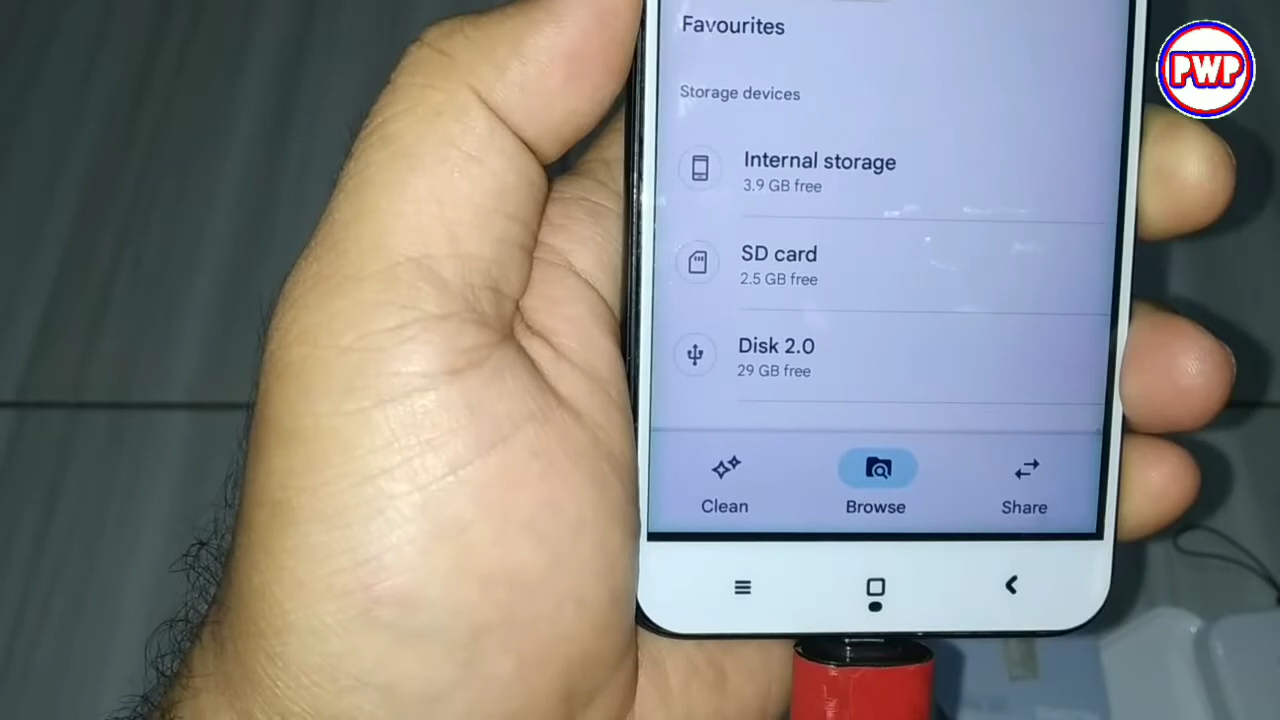 Favourites
PWP
Storage devices
Internal storage
3.9 GB free
SD card
2.5 GB free
Disk 2.0
29 GB free
Clean
Browse
Share